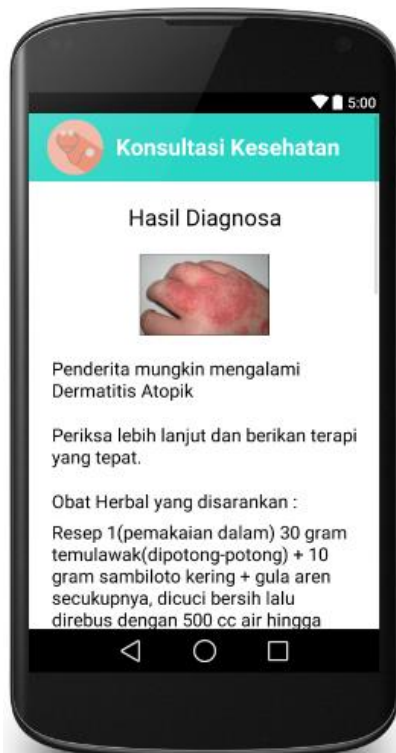 5:00
Konsultasi Kesehatan
Hasil Diagnosa
Penderita mungkin mengalami
Dermatitis Atopik
Periksa lebih lanjut dan berikan terapi
yang tepat.
Obat Herbal yang disarankan :
Resep 1(pemakaian dalam) 30 gram
temulawak(dipotong-potong) + 10
gram sambiloto kering + gula aren
secukupnya, dicuci bersih lalu
direbus dengan 500 cc air hingga